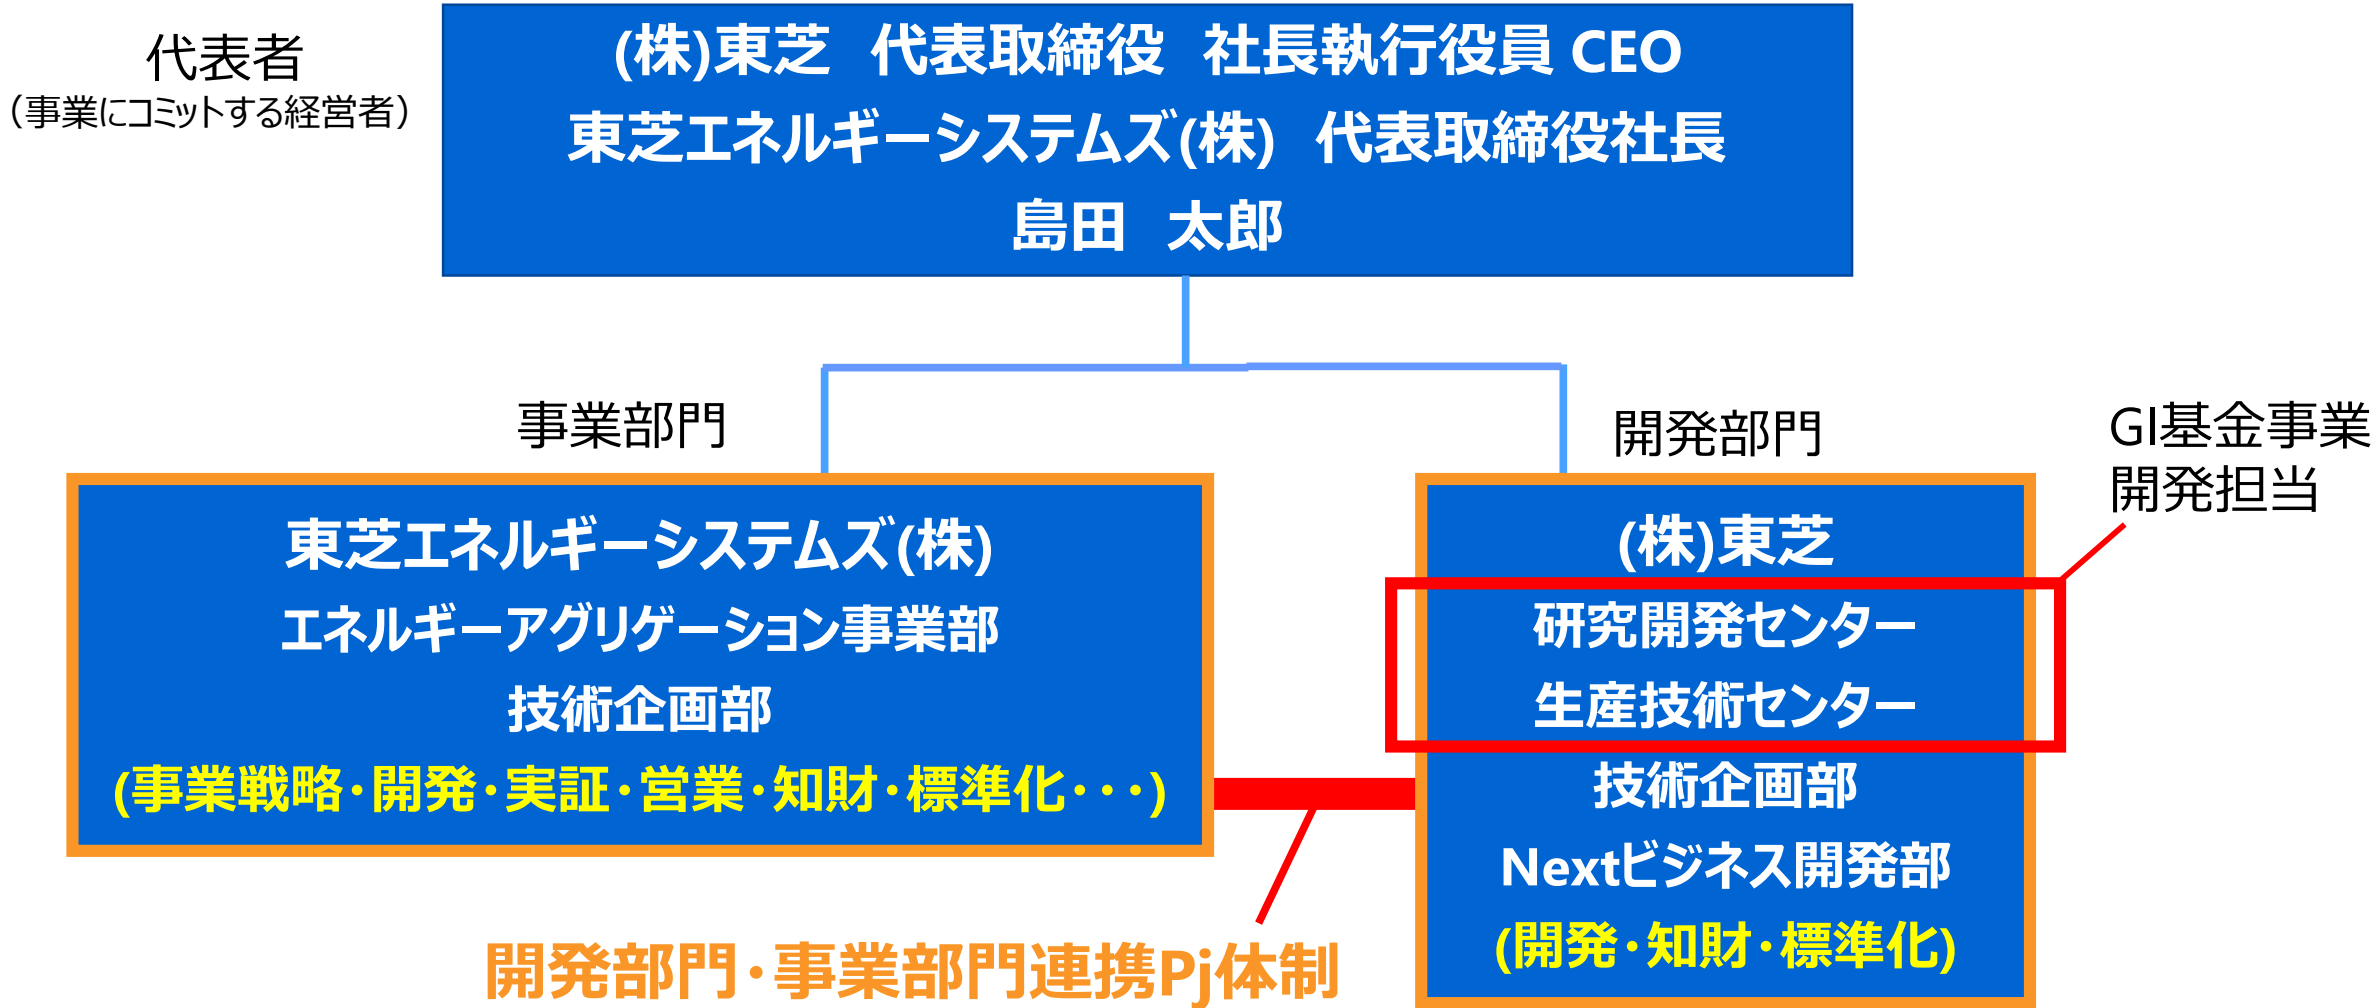 代表者
（事業にコミットする経営者）
(株)東芝　代表取締役　社長執行役員 CEO
東芝エネルギーシステムズ(株)　代表取締役社長
島田　太郎
事業部門
開発部門
GI基金事業
開発担当
東芝エネルギーシステムズ(株)
エネルギーアグリゲーション事業部
技術企画部
(事業戦略・開発・実証・営業・知財・標準化・・・)
(株)東芝
研究開発センター
生産技術センター
技術企画部
Nextビジネス開発部
(開発・知財・標準化)
開発部門・事業部門連携Pj体制